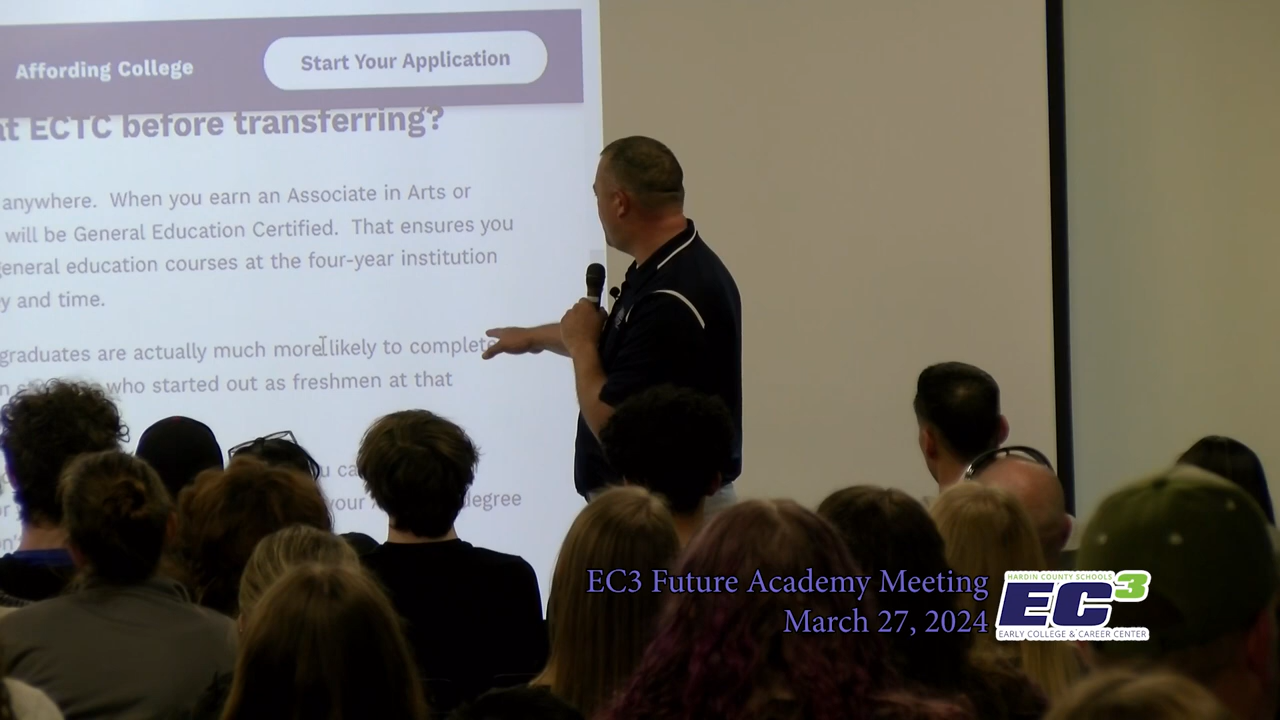 Affording College
Start Your Application
at ECTC before transferring?
anywhere. When you earn an Associate in Arts or
will be General Education Certified. That ensures you
general education courses at the four-year institution
y and time.
graduates are actually much more likely to complete
who started out as freshmen at that
u ca
your
degree
EC3 Future Academy Meeting
March 27, 2024
HARDIN COUNTY SCHOOLS
EC3
EARLY COLLEGE & CAREER CENTER